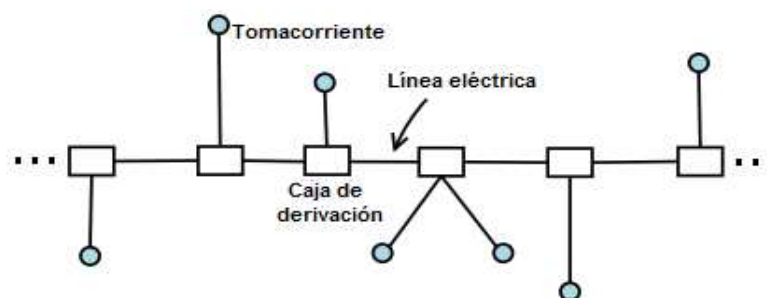 Tomacorriente
Línea eléctrica
Caja de
derivación